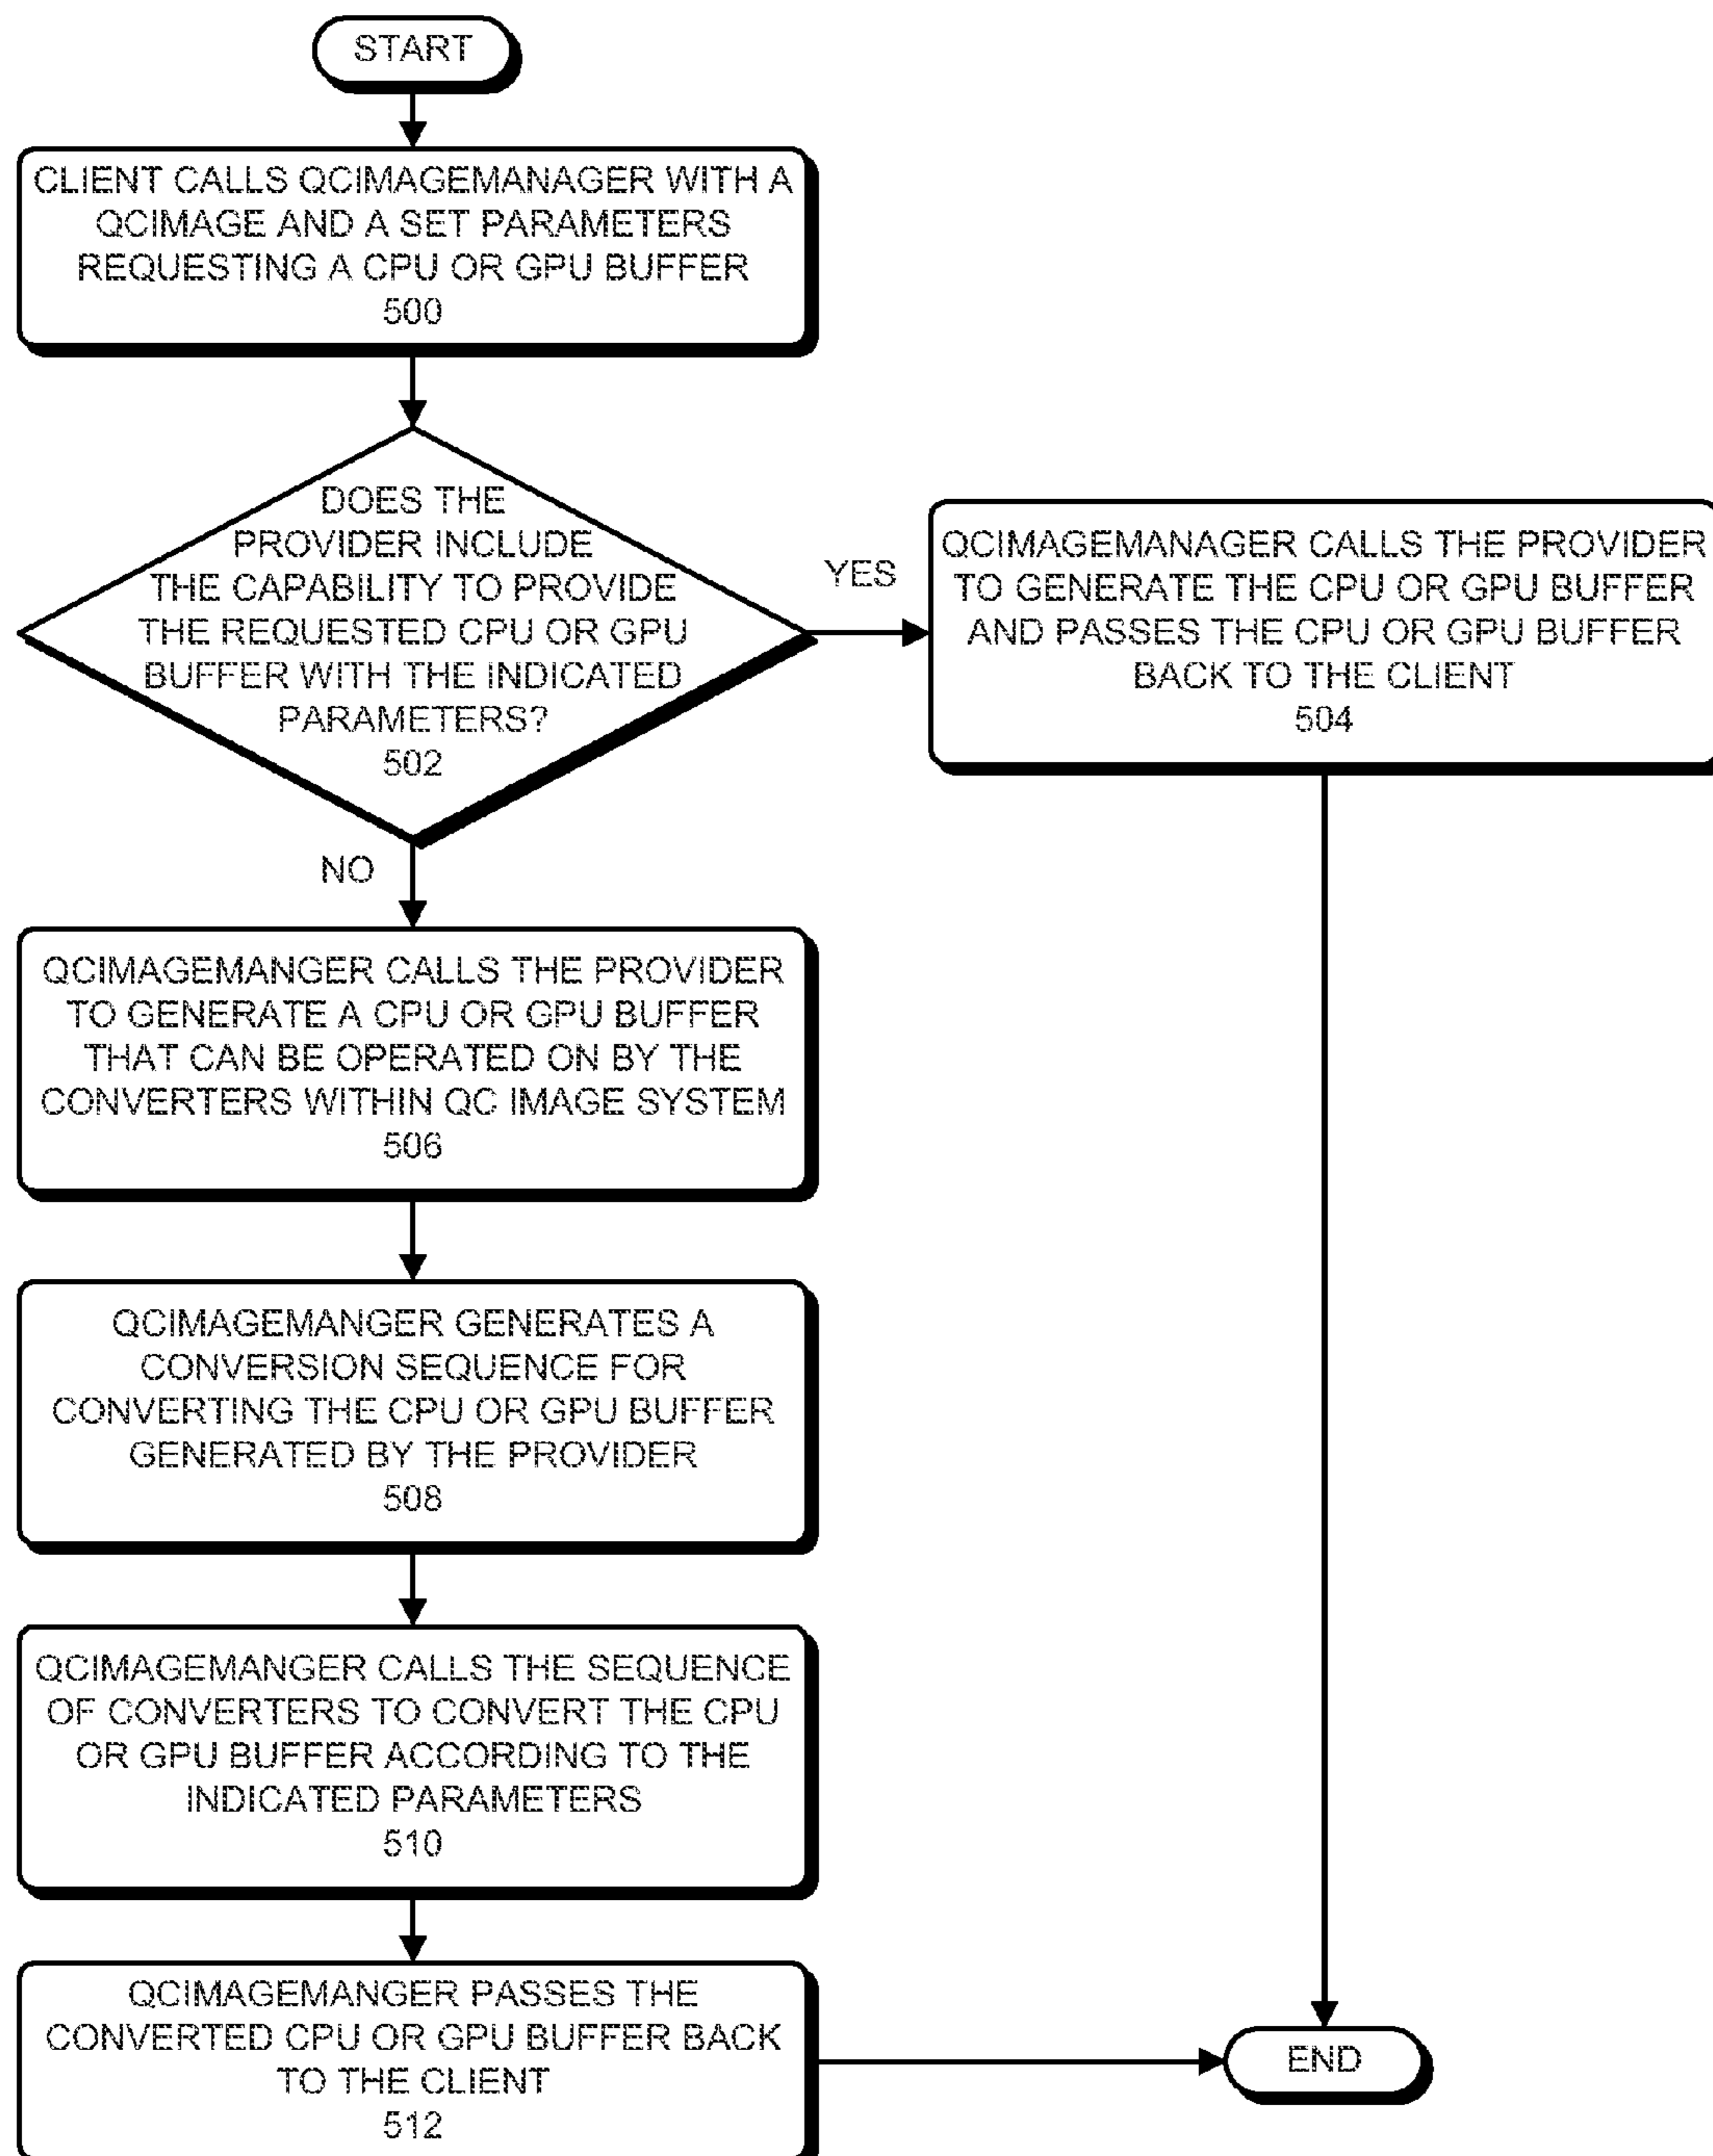 START
CLIENT CALLS QCIMAGEMANAGER WITH A
QCIMAGE AND A SET PARAMETERS
REQUESTING A CPU OR GPU BUFFER
500
DOES THE
PROVIDER INCLUDE
THE CAPABILITY TO PROVIDE
THE REQUESTED CPU OR GPU
BUFFER WITH THE INDICATED
PARAMETERS?
502
YES
QCIMAGEMANAGER CALLS THE PROVIDER
TO GENERATE THE CPU OR GPU BUFFER
AND PASSES THE CPU OR GPU BUFFER
BACK TO THE CLIENT
504
NO
QCIMAGEMANGER CALLS THE PROVIDER
TO GENERATE A CPU OR GPU BUFFER
THAT CAN BE OPERATED ON BY THE
CONVERTERS WITHIN QC IMAGE SYSTEM
506
QCIMAGEMANGER GENERATES A
CONVERSION SEQUENCE FOR
CONVERTING THE CPU OR GPU BUFFER
GENERATED BY THE PROVIDER
508
QCIMAGEMANGER CALLS THE SEQUENCE
OF CONVERTERS TO CONVERT THE CPU
OR GPU BUFFER ACCORDING TO THE
INDICATED PARAMETERS
510
QCIMAGEMANGER PASSES THE
CONVERTED CPU OR GPU BUFFER BACK
TO THE CLIENT
512
END